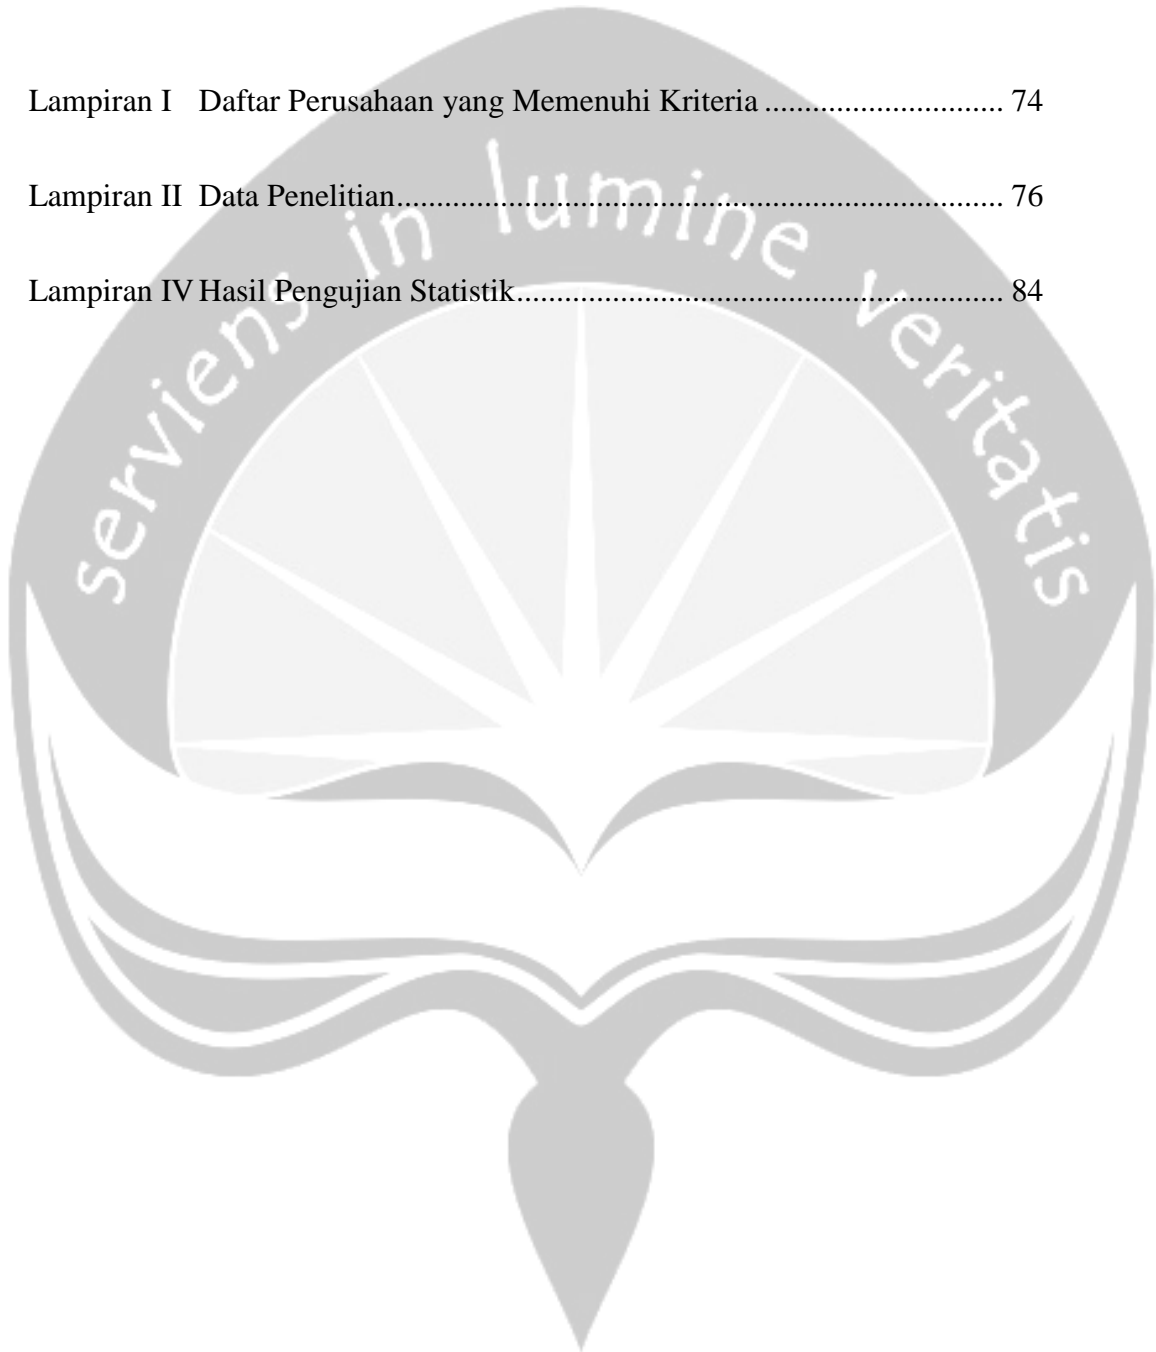 Lampiran I Daftar Perusahaan yang Memenuhi Kriteria .............................. 74
Lampiran II Data Penelitian............................................................................. 76
Lampiran IV Hasil Pengujian Statistik.............................................................. 84
serviens in lumine veritatis